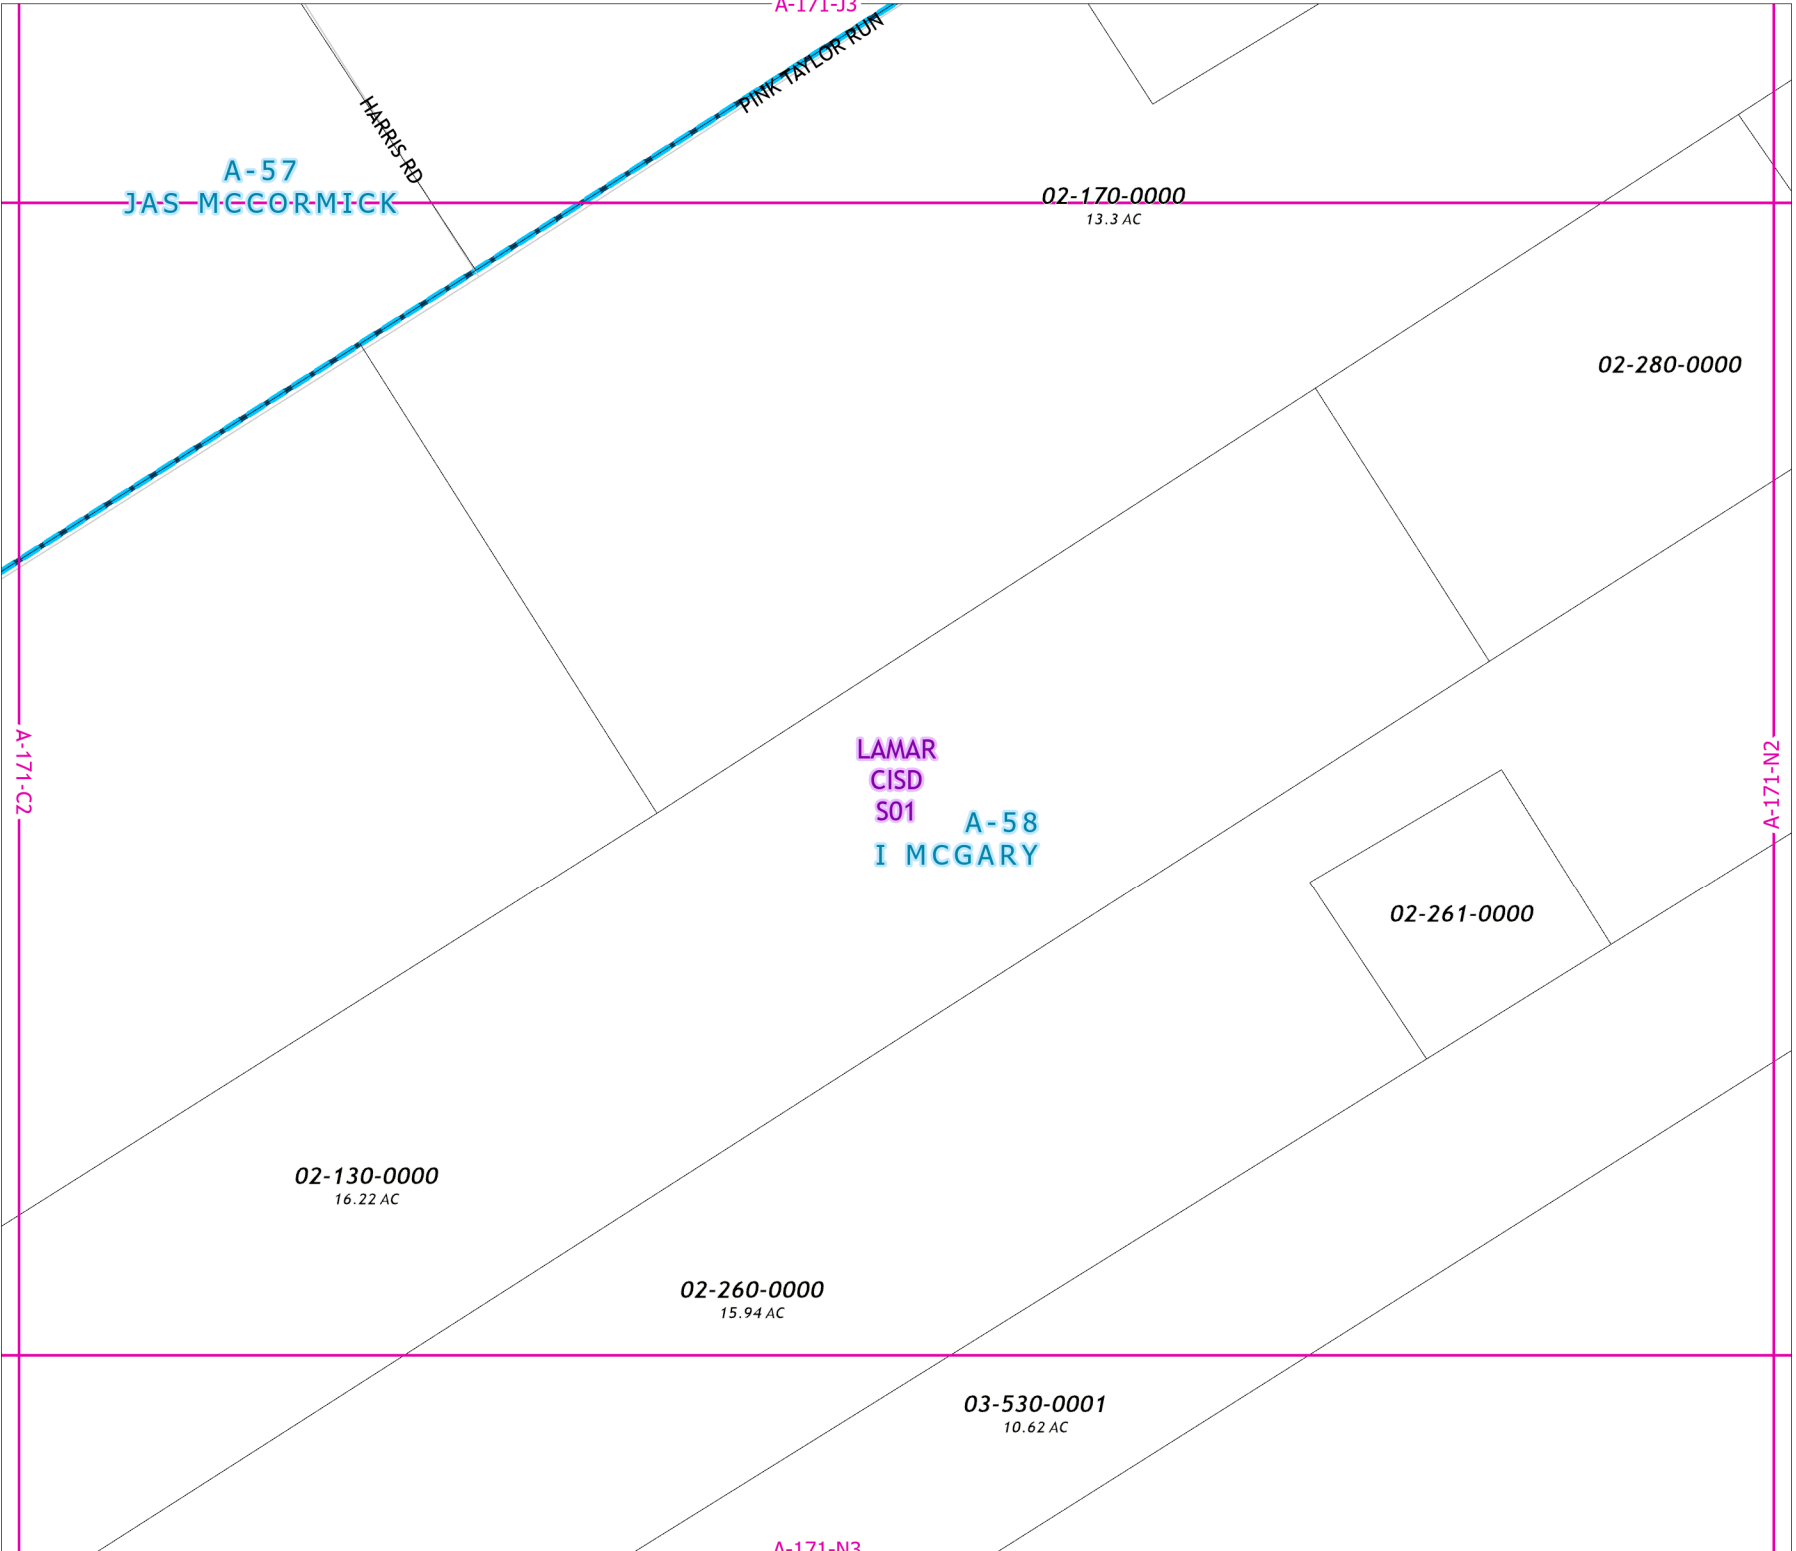 A-171-J3
PINK TAYLOR RUN
HARRIS RD
A-57
JAS MCCORMICK
02-170-0000
13.3 AC
02-280-0000
A-171-C2
LAMAR
CISD
S01
A-58
I MCGARY
A-171-N2
02-261-0000
02-130-0000
16.22 AC
02-260-0000
15.94 AC
03-530-0001
10.62 AC
A-171-N3